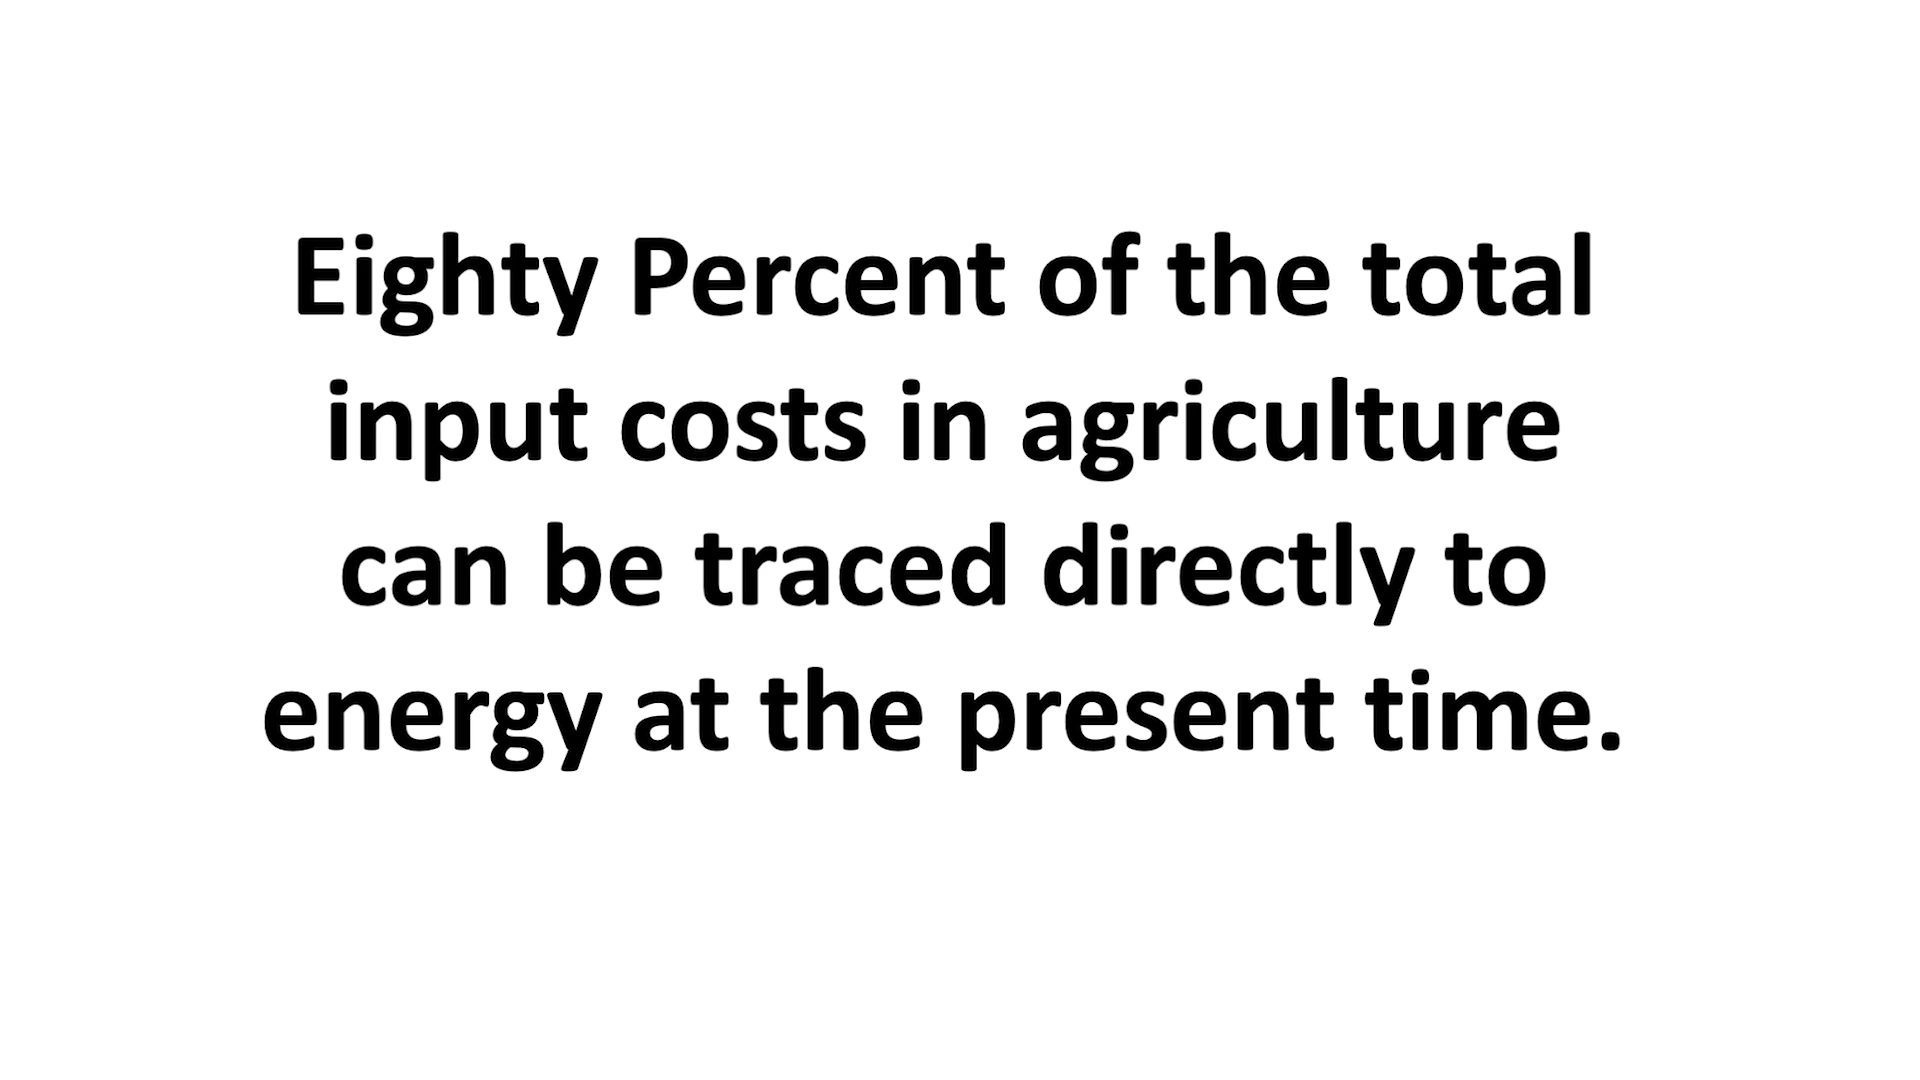 Eighty Percent of the total
input costs in agriculture
can be traced directly to
energy at the present time.